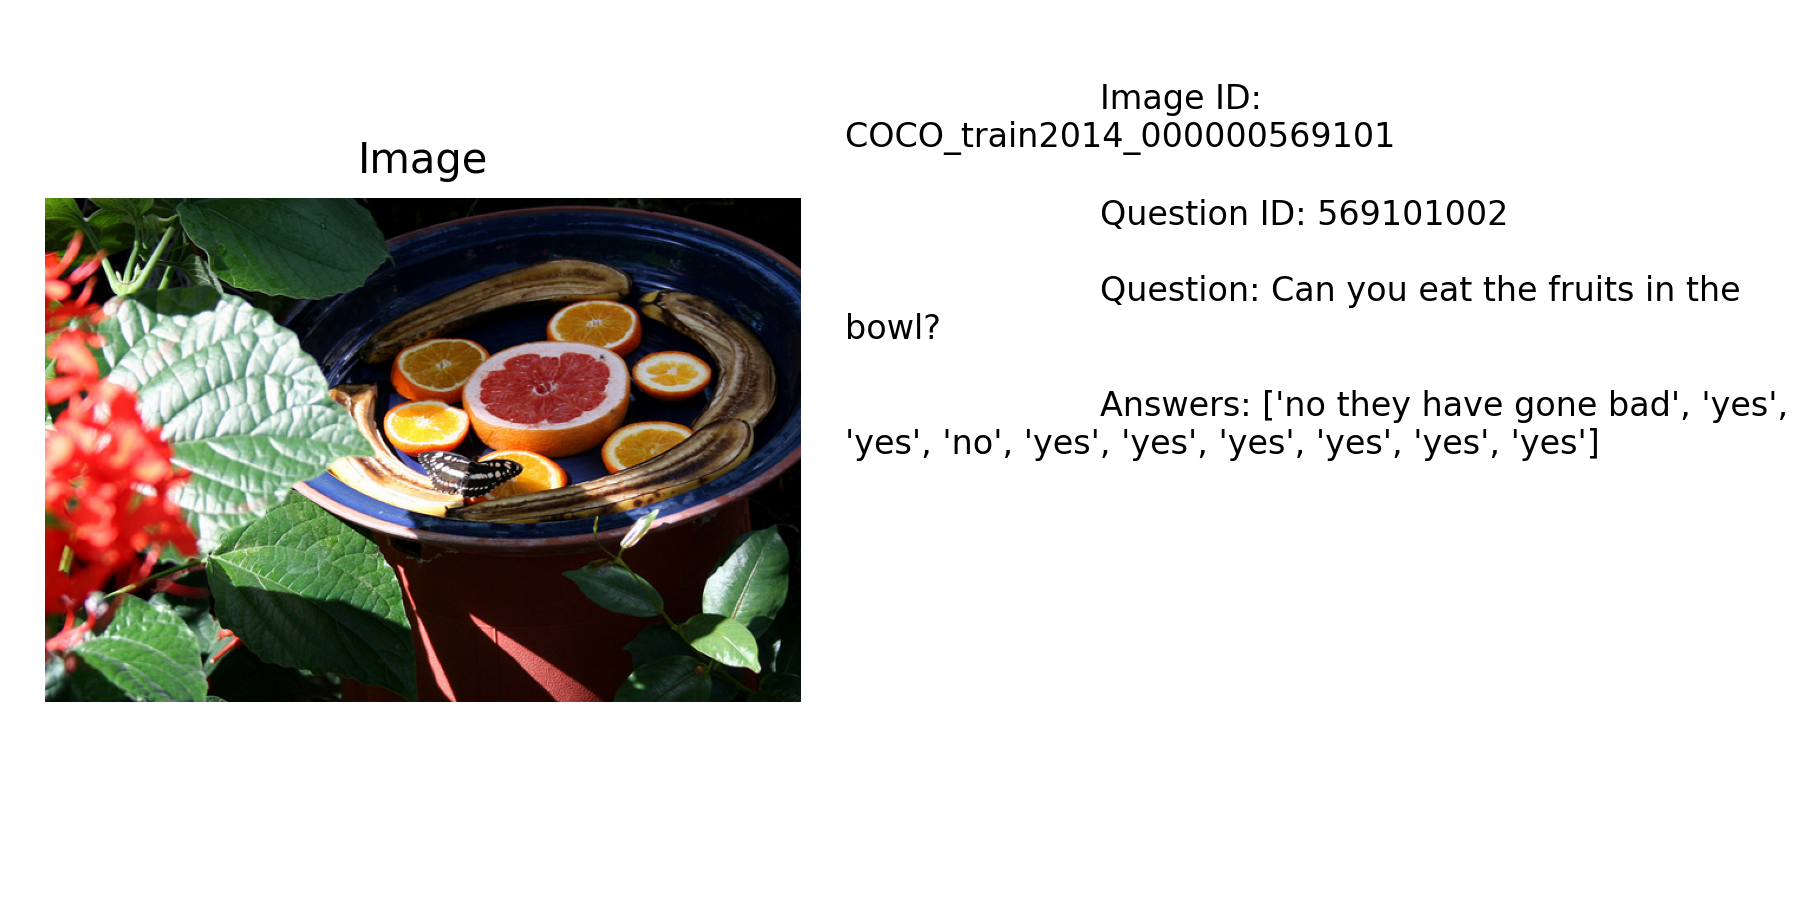 Image
Image ID:
COCO_train2014_000000569101
Question ID: 569101002
Question: Can you eat the fruits in the
bowl?
Answers: ['no they have gone bad', 'yes',
'yes', 'no', 'yes', 'yes', 'yes', 'yes', 'yes', 'yes']